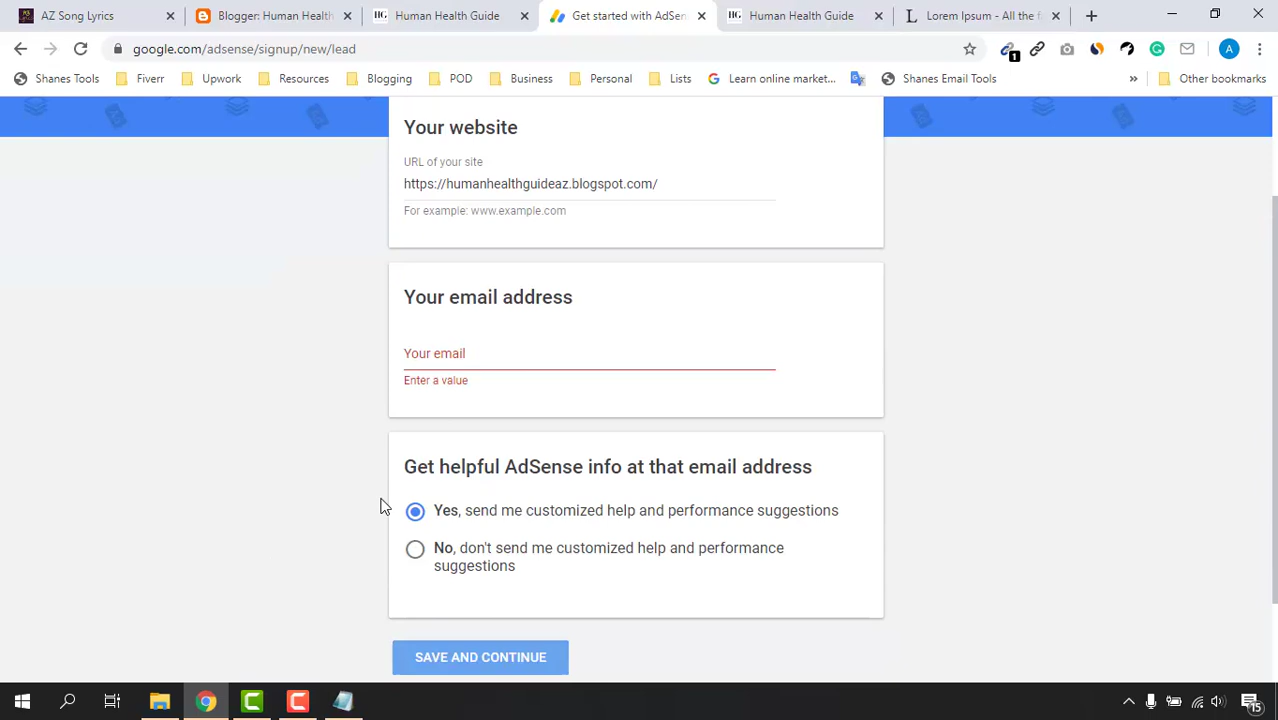 AZ Song Lyrics
Blogger: Human Health
Human Health Guide
Get started with AdSens
Human Health Guide
Lorem Ipsum - All the f
google.com/adsense/signup/new/lead
1
A
Shanes Tools
Fiverr
Upwork
Resources
Blogging
POD
Business
Personal
Lists
Learn online market...
Shanes Email Tools
»
Other bookmarks
Your website
URL of your site
https://humanhealthguideaz.blogspot.com/
For example: www.example.com
Your email address
Your email
Enter a value
Get helpful AdSense info at that email address
Yes, send me customized help and performance suggestions
No, don't send me customized help and performance
suggestions
SAVE AND CONTINUE
15